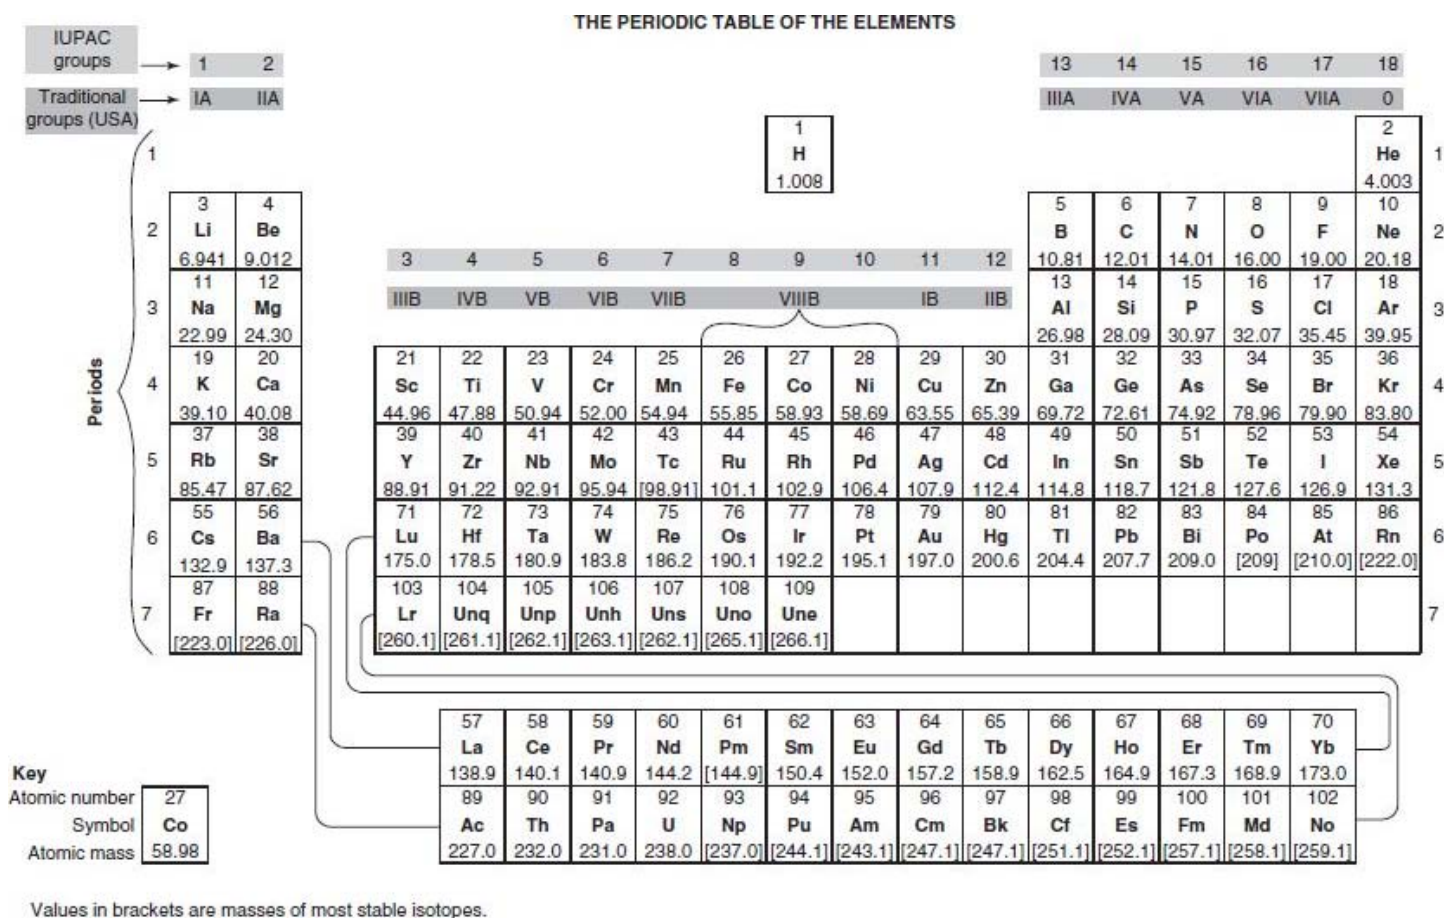 THE PERIODIC TABLE OF THE ELEMENTS
IUPAC
groups
1 2 13 14 15 16 17 18
Traditional
groups (USA)
IA IIA IIIA IVA VA VIA VIIA 0
1 2
1 H He 1
1.008 4.003
3 4 5 6 7 8 9 10
2 Li Be B C N O F Ne 2
6.941 9.012 10.81 12.01 14.01 16.00 19.00 20.18
3 4 5 6 7 8 9 10 11 12
11 12 13 14 15 16 17 18
IIIB IVB VB VIB VIIB VIIIB IB IIB
3 Na Mg Al Si P S Cl Ar 3
22.99 24.30 26.98 28.09 30.97 32.07 35.45 39.95
Periods
19 20 21 22 23 24 25 26 27 28 29 30 31 32 33 34 35 36
4 K Ca Sc Ti V Cr Mn Fe Co Ni Cu Zn Ga Ge As Se Br Kr 4
39.10 40.08 44.96 47.88 50.94 52.00 54.94 55.85 58.93 58.69 63.55 65.39 69.72 72.61 74.92 78.96 79.90 83.80
37 38 39 40 41 42 43 44 45 46 47 48 49 50 51 52 53 54
5 Rb Sr Y Zr Nb Mo Tc Ru Rh Pd Ag Cd In Sn Sb Te I Xe 5
85.47 87.62 88.91 91.22 92.91 95.94 [98.91] 101.1 102.9 106.4 107.9 112.4 114.8 118.7 121.8 127.6 126.9 131.3
55 56 71 72 73 74 75 76 77 78 79 80 81 82 83 84 85 86
6 Cs Ba Lu Hf Ta W Re Os Ir Pt Au Hg Tl Pb Bi Po At Rn 6
132.9 137.3 175.0 178.5 180.9 183.8 186.2 190.1 192.2 195.1 197.0 200.6 204.4 207.7 209.0 [209] [210.0] [222.0]
87 88 103 104 105 106 107 108 109
7 Fr Ra Lr Unq Unp Unh Uns Uno Une 7
[223.0] [226.0] [260.1] [261.1] [262.1] [263.1] [262.1] [265.1] [266.1]
57 58 59 60 61 62 63 64 65 66 67 68 69 70
La Ce Pr Nd Pm Sm Eu Gd Tb Dy Ho Er Tm Yb
138.9 140.1 140.9 144.2 [144.9] 150.4 152.0 157.2 158.9 162.5 164.9 167.3 168.9 173.0
89 90 91 92 93 94 95 96 97 98 99 100 101 102
Ac Th Pa U Np Pu Am Cm Bk Cf Es Fm Md No
227.0 232.0 231.0 238.0 [237.0] [244.1] [243.1] [247.1] [247.1] [251.1] [252.1] [257.1] [258.1] [259.1]
Key
Atomic number 27
Symbol Co
Atomic mass 58.98
Values in brackets are masses of most stable isotopes.